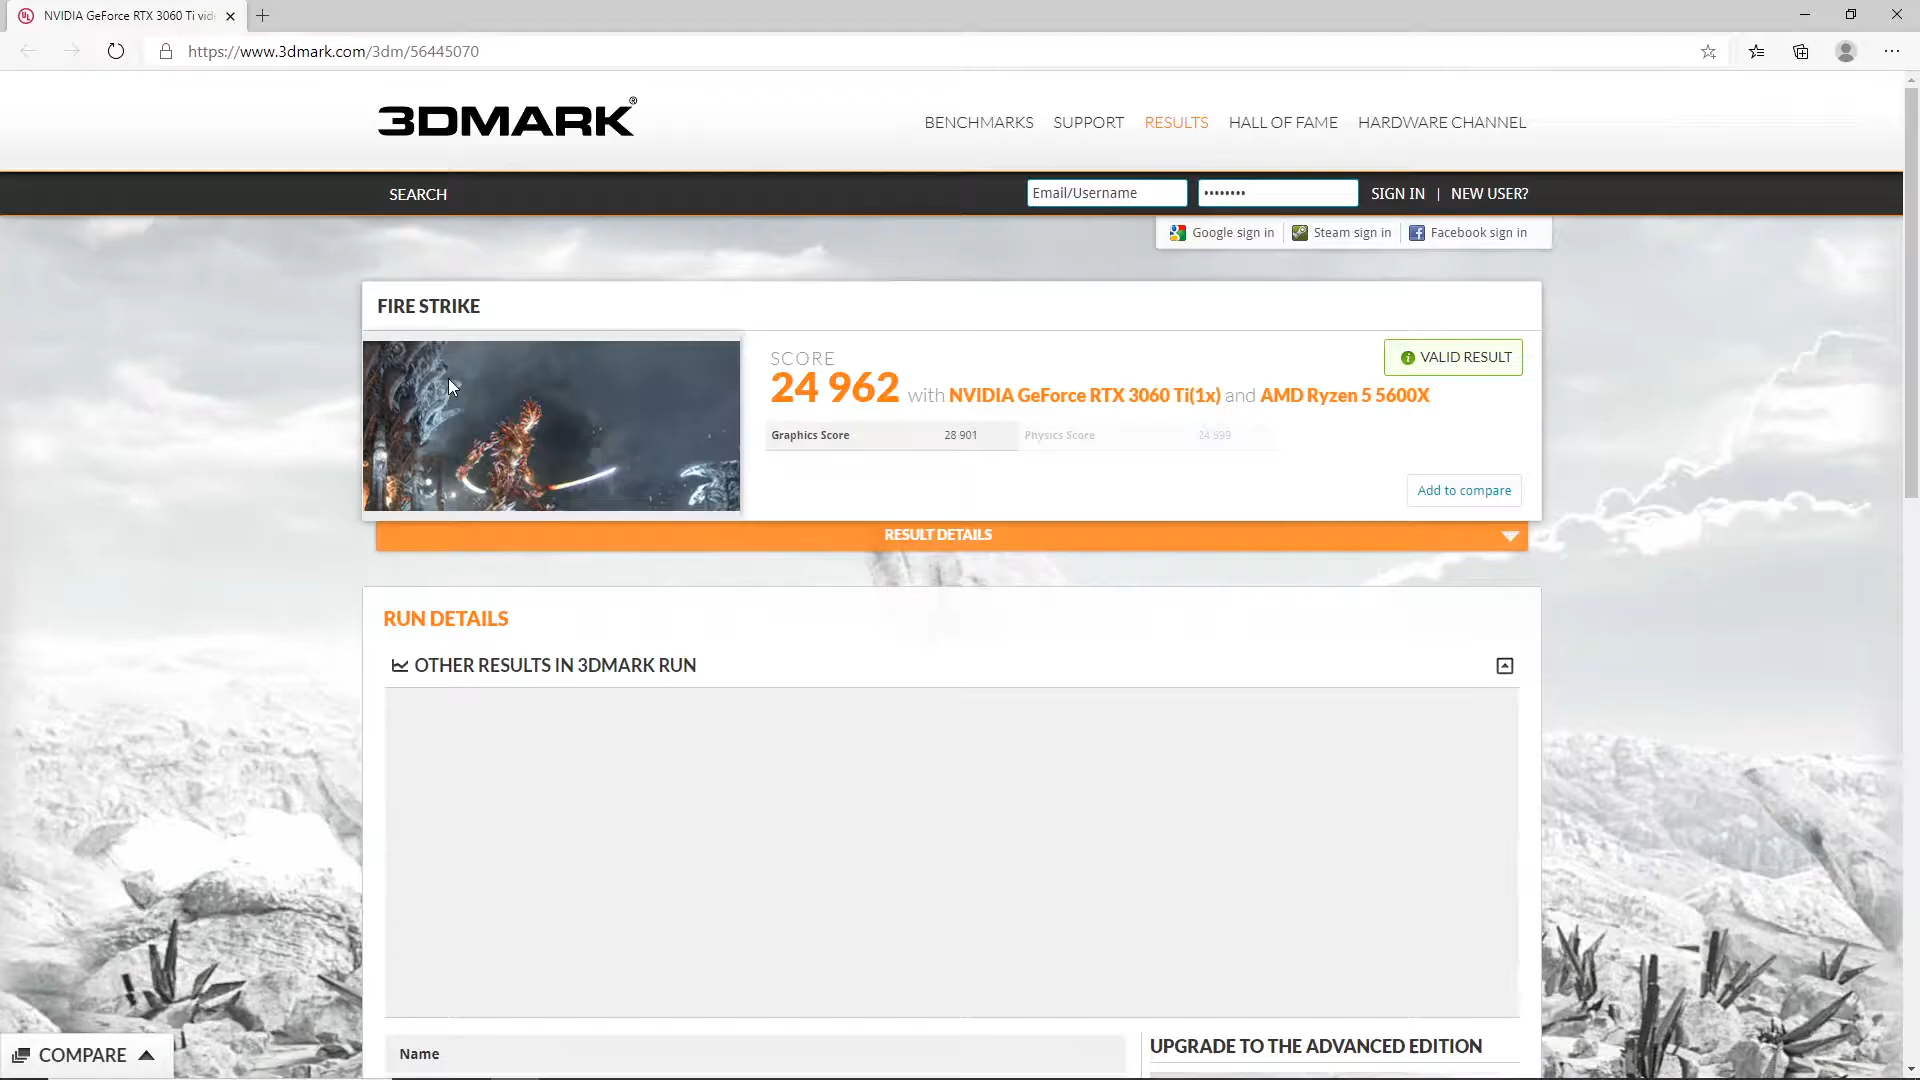 NVIDIA GeForce RTX 3060 Ti vid
https://www.3dmark.com/3dm/56445070
3DMARK®
BENCHMARKS SUPPORT RESULTS HALL OF FAME HARDWARE CHANNEL
SEARCH
Email/Username •••••••• SIGN IN | NEW USER?
Google sign in Steam sign in Facebook sign in
FIRE STRIKE
SCORE
VALID RESULT
24 962 with NVIDIA GeForce RTX 3060 Ti(1x) and AMD Ryzen 5 5600X
Graphics Score 28 901 Physics Score 24 599
Add to compare
RESULT DETAILS
RUN DETAILS
OTHER RESULTS IN 3DMARK RUN
Name
UPGRADE TO THE ADVANCED EDITION
COMPARE